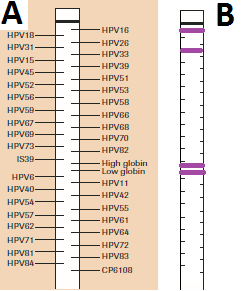 A
B
HPV18
HPV31
HPV15
HPV45
HPV52
HPV56
HPV59
HPV67
HPV69
HPV73
IS39
HPV6
HPV40
HPV54
HPV57
HPV62
HPV71
HPV81
HPV84
HPV16
HPV26
HPV33
HPV39
HPV51
HPV53
HPV58
HPV66
HPV68
HPV70
HPV82
High globin
Low globin
HPV11
HPV42
HPV55
HPV61
HPV64
HPV72
HPV83
CP6108